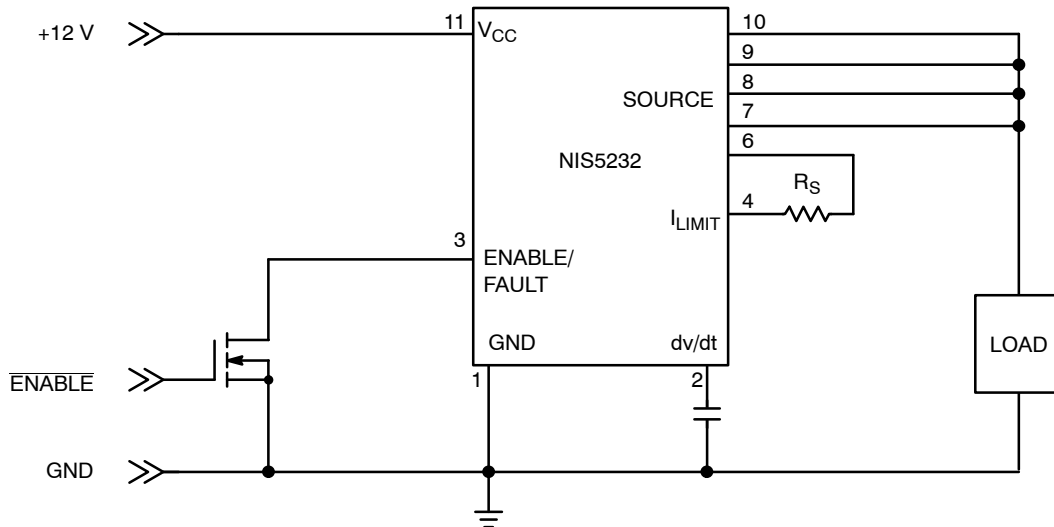 +12 V
11
V_CC
10
9
8
SOURCE
7
6
NIS5232
R_S
4
I_LIMIT
3
ENABLE/
FAULT
GND
dv/dt
LOAD
ENABLE
1
2
GND